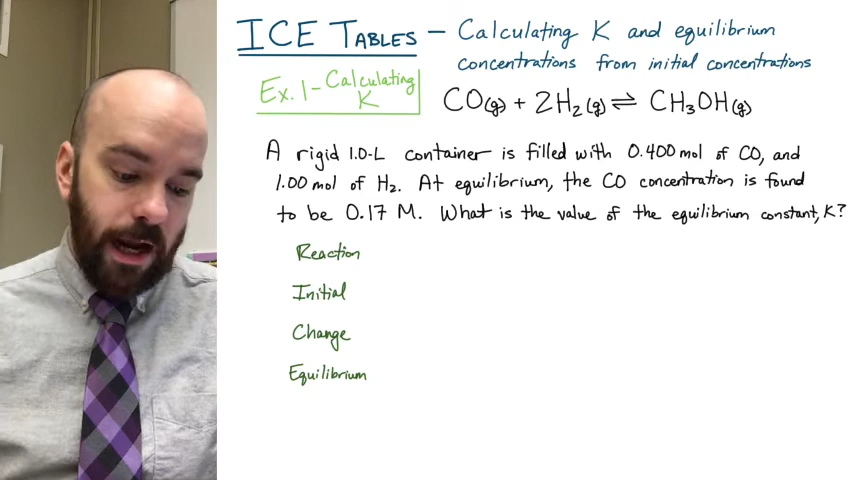 ICE TABLES – Calculating K and equilibrium
concentrations from initial concentrations
Ex. 1 – Calculating
K
CO(g) + 2H₂(g) ⇌ CH₃OH(g)
A rigid 1.0-L container is filled with 0.400 mol of CO, and
1.00 mol of H₂. At equilibrium, the CO concentration is found
to be 0.17 M. What is the value of the equilibrium constant, K?
Reaction
Initial
Change
Equilibrium